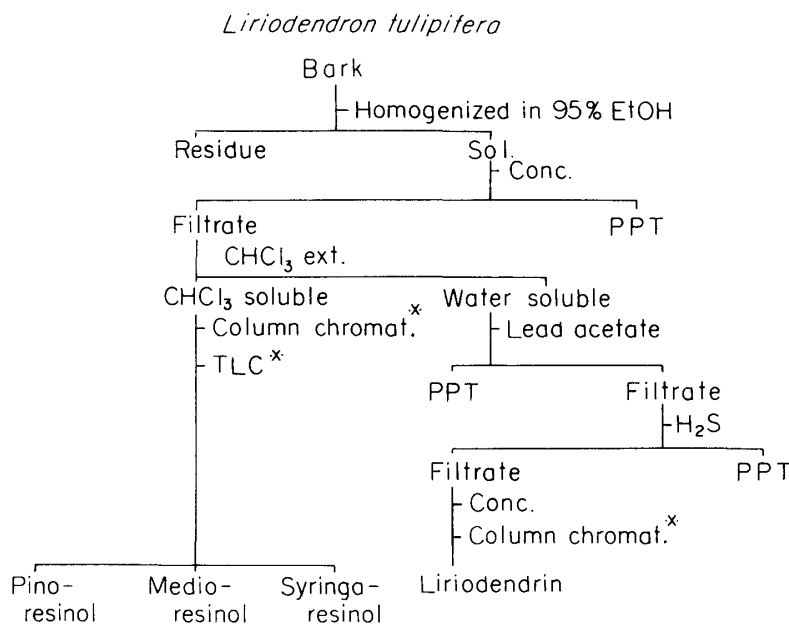 Liriodendron tulipifera
Bark
Homogenized in 95% EtOH
Residue Sol.
Conc.
Filtrate PPT
CHCl₃ ext.
CHCl₃ soluble Water soluble
Column chromat.* Lead acetate
TLC*
PPT Filtrate
H₂S
Filtrate PPT
Conc.
Column chromat.*
Pino- Medio- Syringa- Liriodendrin
resinol resinol resinol